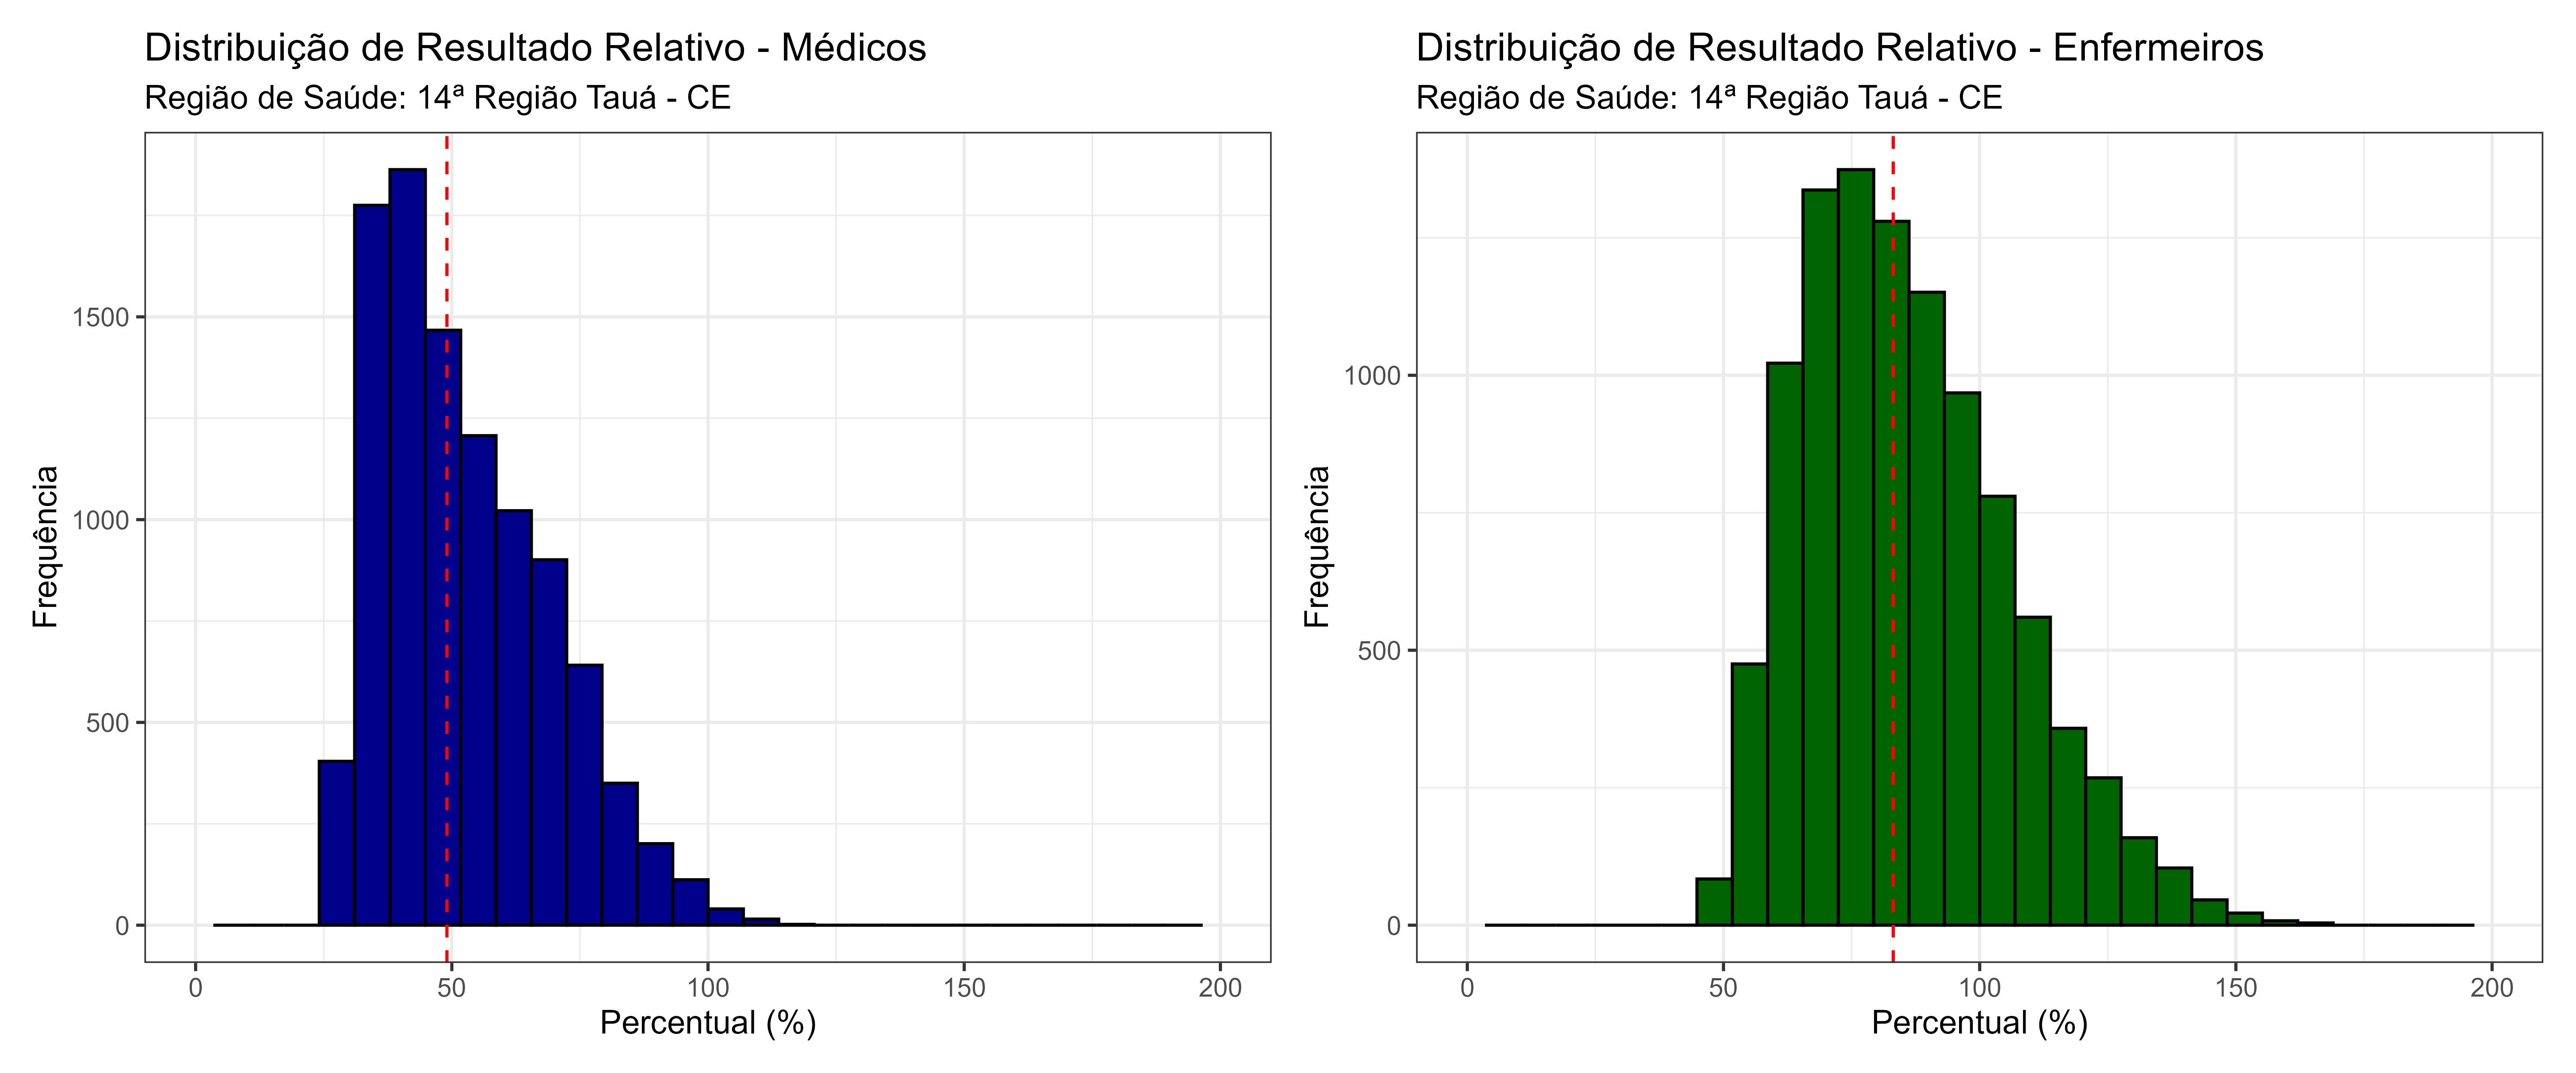 Distribuição de Resultado Relativo - Médicos
Região de Saúde: 14ª Região Tauá - CE
Frequência
1500
1000
500
0
0
50
100
150
200
Percentual (%)
Distribuição de Resultado Relativo - Enfermeiros
Região de Saúde: 14ª Região Tauá - CE
Frequência
1000
500
0
0
50
100
150
200
Percentual (%)